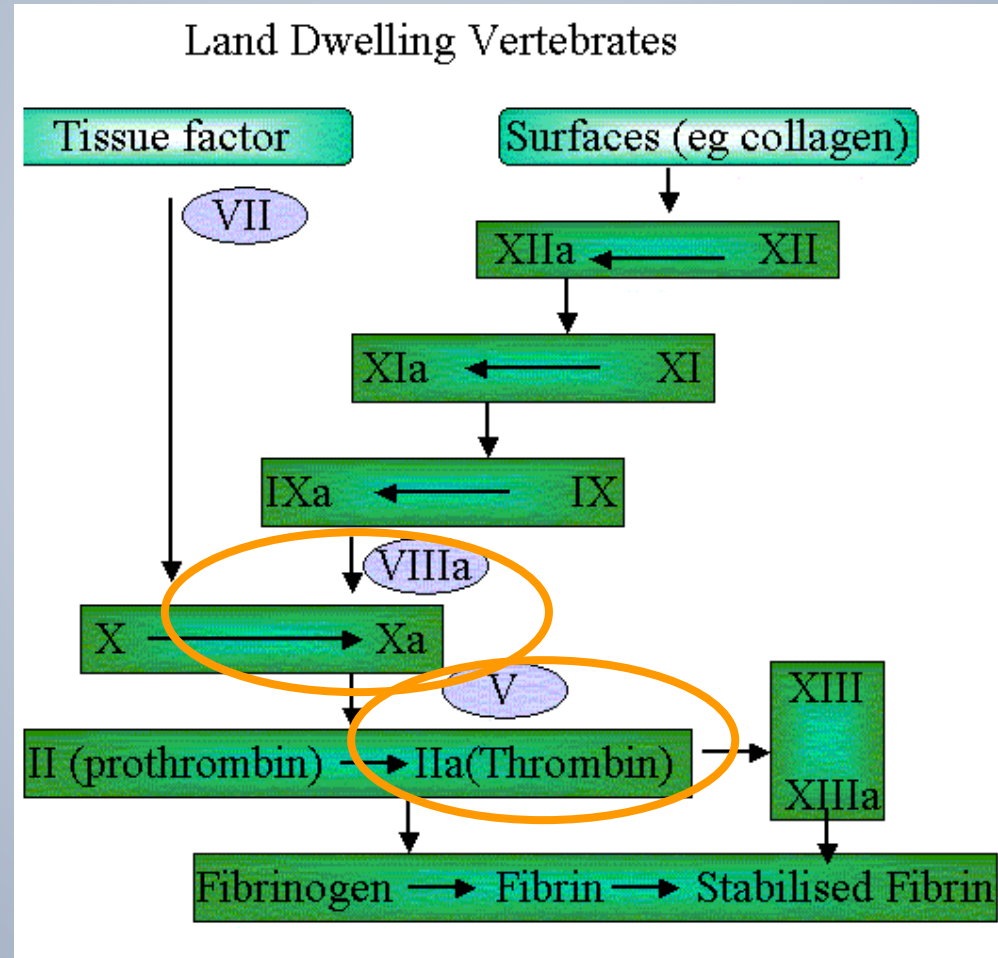 Land Dwelling Vertebrates
Tissue factor
Surfaces (eg collagen)
VII
XIIa XII
XIa XI
IXa IX
VIIIa
X Xa
V
XIII
II (prothrombin) IIa(Thrombin)
XIIIa
Fibrinogen Fibrin Stabilised Fibrin